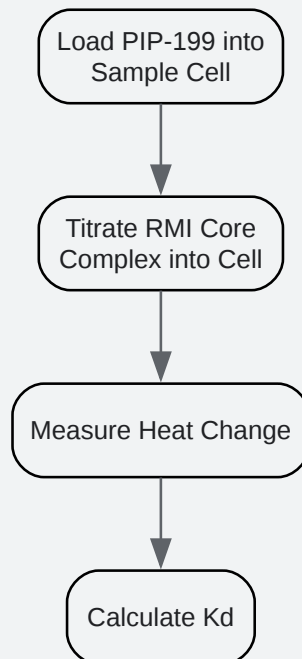 Load PIP-199 into
Sample Cell
Titrate RMI Core
Complex into Cell
Measure Heat Change
Calculate Kd